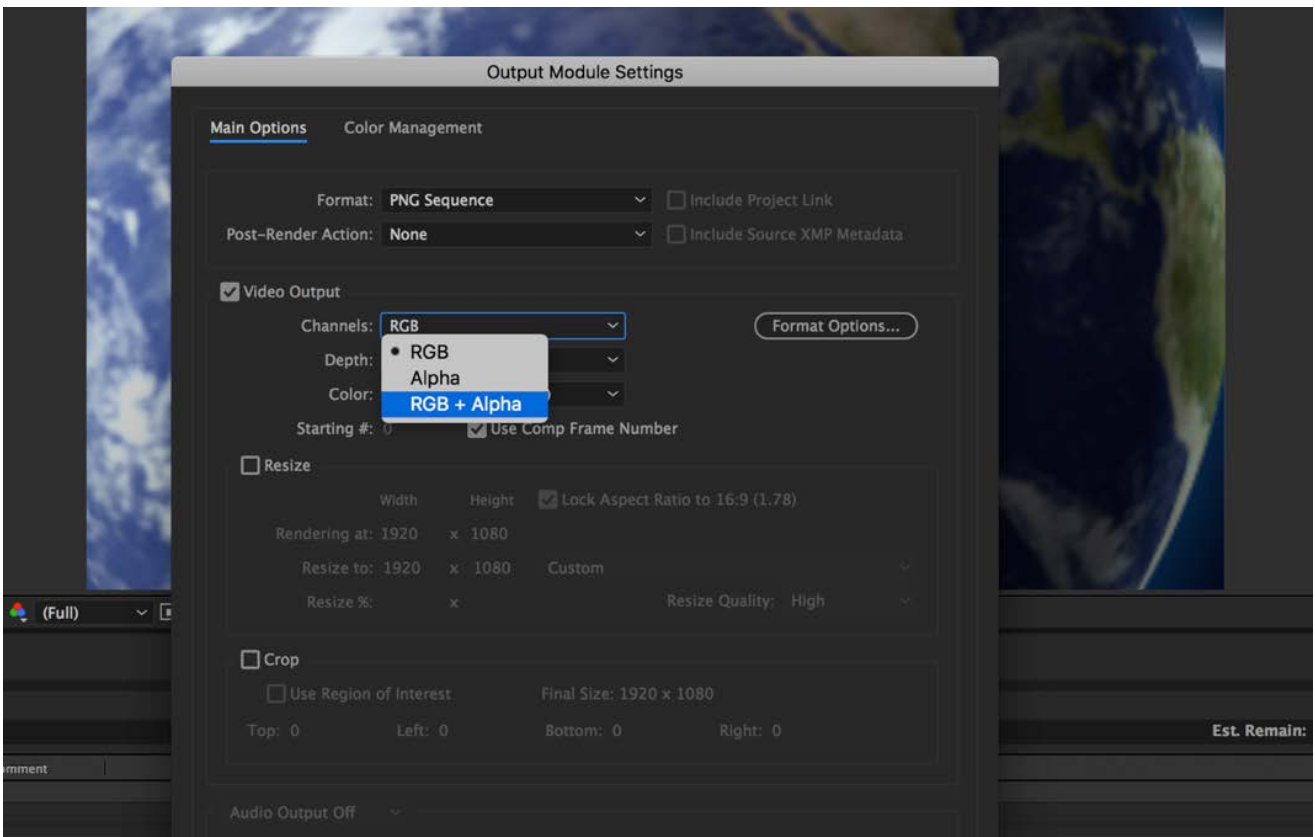 Output Module Settings
Main Options Color Management
Format: PNG Sequence Include Project Link
Post-Render Action: None Include Source XMP Metadata
Video Output
Channels: RGB Format Options...
RGB
Depth:
Alpha
Color:
RGB + Alpha
Starting #: 0 Use Comp Frame Number
Resize
Width Height Lock Aspect Ratio to 16:9 (1.78)
Rendering at: 1920 x 1080
Resize to: 1920 x 1080 Custom
Resize %: x Resize Quality: High
(Full)
Crop
Use Region of Interest Final Size: 1920 x 1080
Top: 0 Left: 0 Bottom: 0 Right: 0
Est. Remain:
omment
Audio Output Off